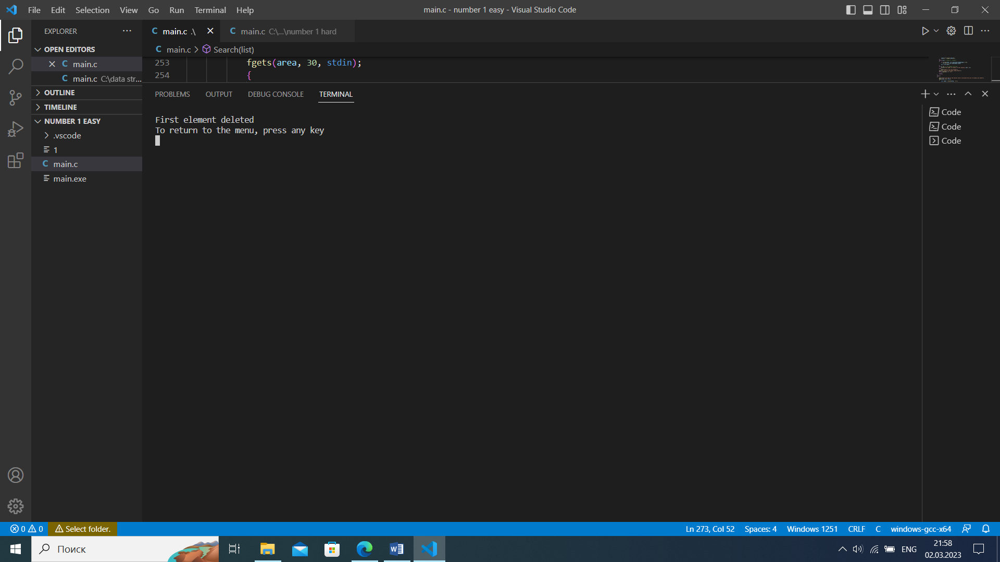 File Edit Selection View Go Run Terminal Help
main.c - number 1 easy - Visual Studio Code
EXPLORER
OPEN EDITORS
main.c
main.c C:\data str...
OUTLINE
TIMELINE
NUMBER 1 EASY
.vscode
1
main.c
main.exe
main.c .\
main.c C:\...\number 1 hard
main.c > Search(list)
253 fgets(area, 30, stdin);
254 {
PROBLEMS OUTPUT DEBUG CONSOLE TERMINAL
First element deleted
To return to the menu, press any key
Code
Code
Code
0 0 Select folder.
Ln 273, Col 52 Spaces: 4 Windows 1251 CRLF C windows-gcc-x64
Поиск
ENG
21:58
02.03.2023